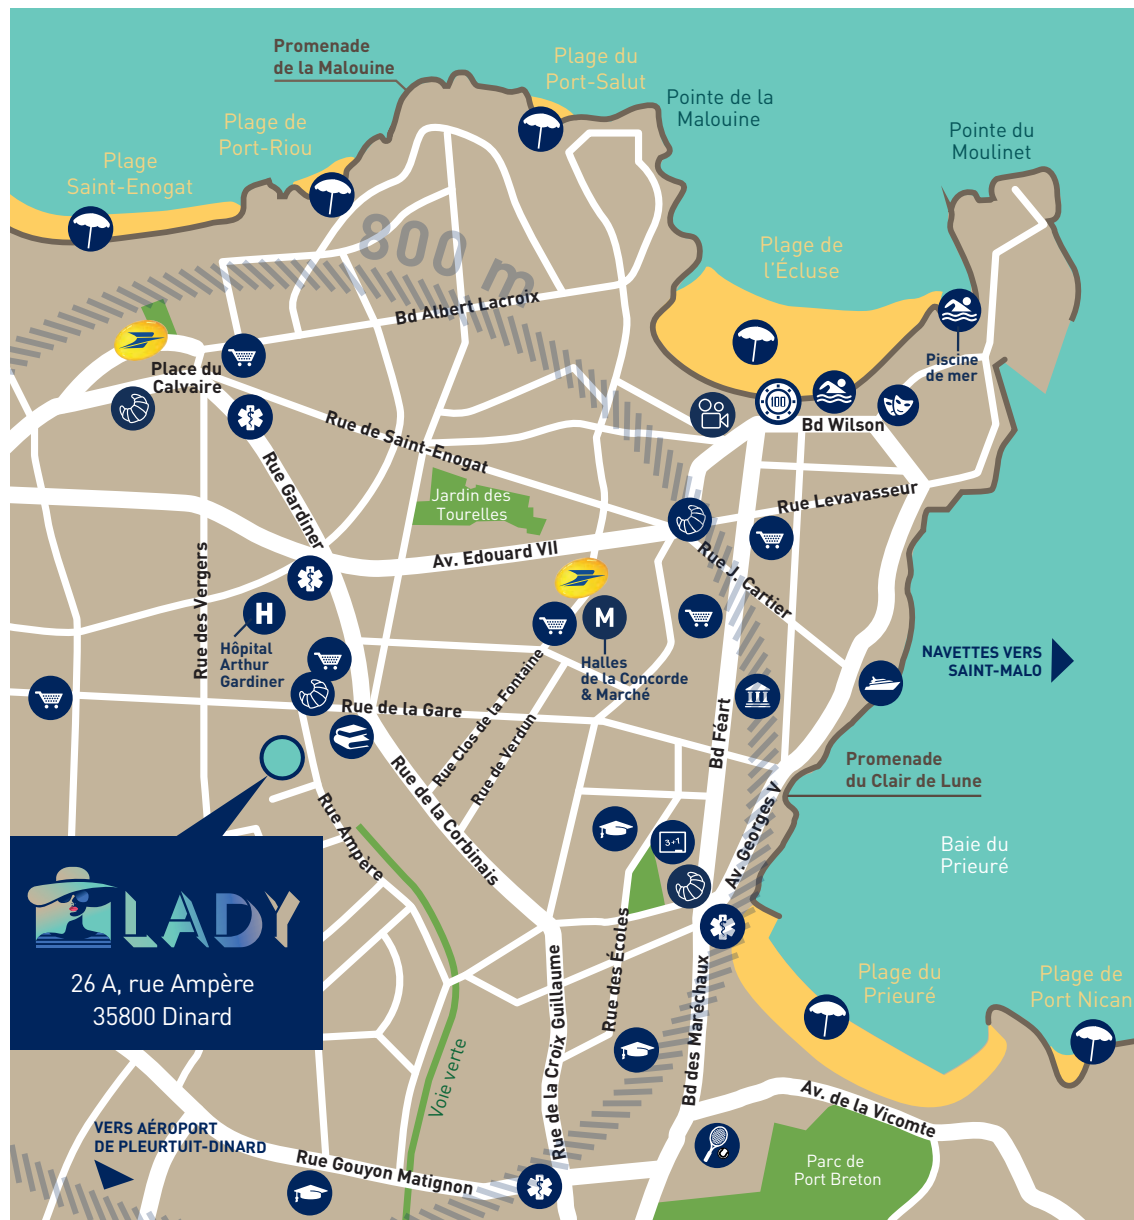 Promenade
de la Malouine
Plage du
Port-Salut
Pointe de la
Malouine
Pointe du
Moulinet
Plage de
Port-Riou
Plage
Saint-Enogat
800 m
Plage de
l'Écluse
Bd Albert Lacroix
Place du
Calvaire
Piscine
de mer
100
Bd Wilson
Rue de Saint-Enogat
Rue Gardiner
Jardin des
Tourelles
Rue Levavasseur
Av. Edouard VII
Rue J. Cartier
Rue des Vergers
H
Hôpital
Arthur
Gardiner
M
Halles
de la Concorde
& Marché
NAVETTES VERS
SAINT-MALO
Rue de la Gare
Rue Clos de la Fontaine
Rue de Verdun
Bd Féart
Promenade
du Clair de Lune
Rue de la Corbinais
Rue Ampère
Av. Georges V
3+1
Baie du
Prieuré
LADY
26 A, rue Ampère
35800 Dinard
Rue des Écoles
Rue de la Croix Guillaume
Bd des Maréchaux
Plage du
Prieuré
Plage de
Port Nican
Voie verte
Av. de la Vicomte
VERS AÉROPORT
DE PLEURTUIT-DINARD
Rue Gouyon Matignon
Parc de
Port Breton